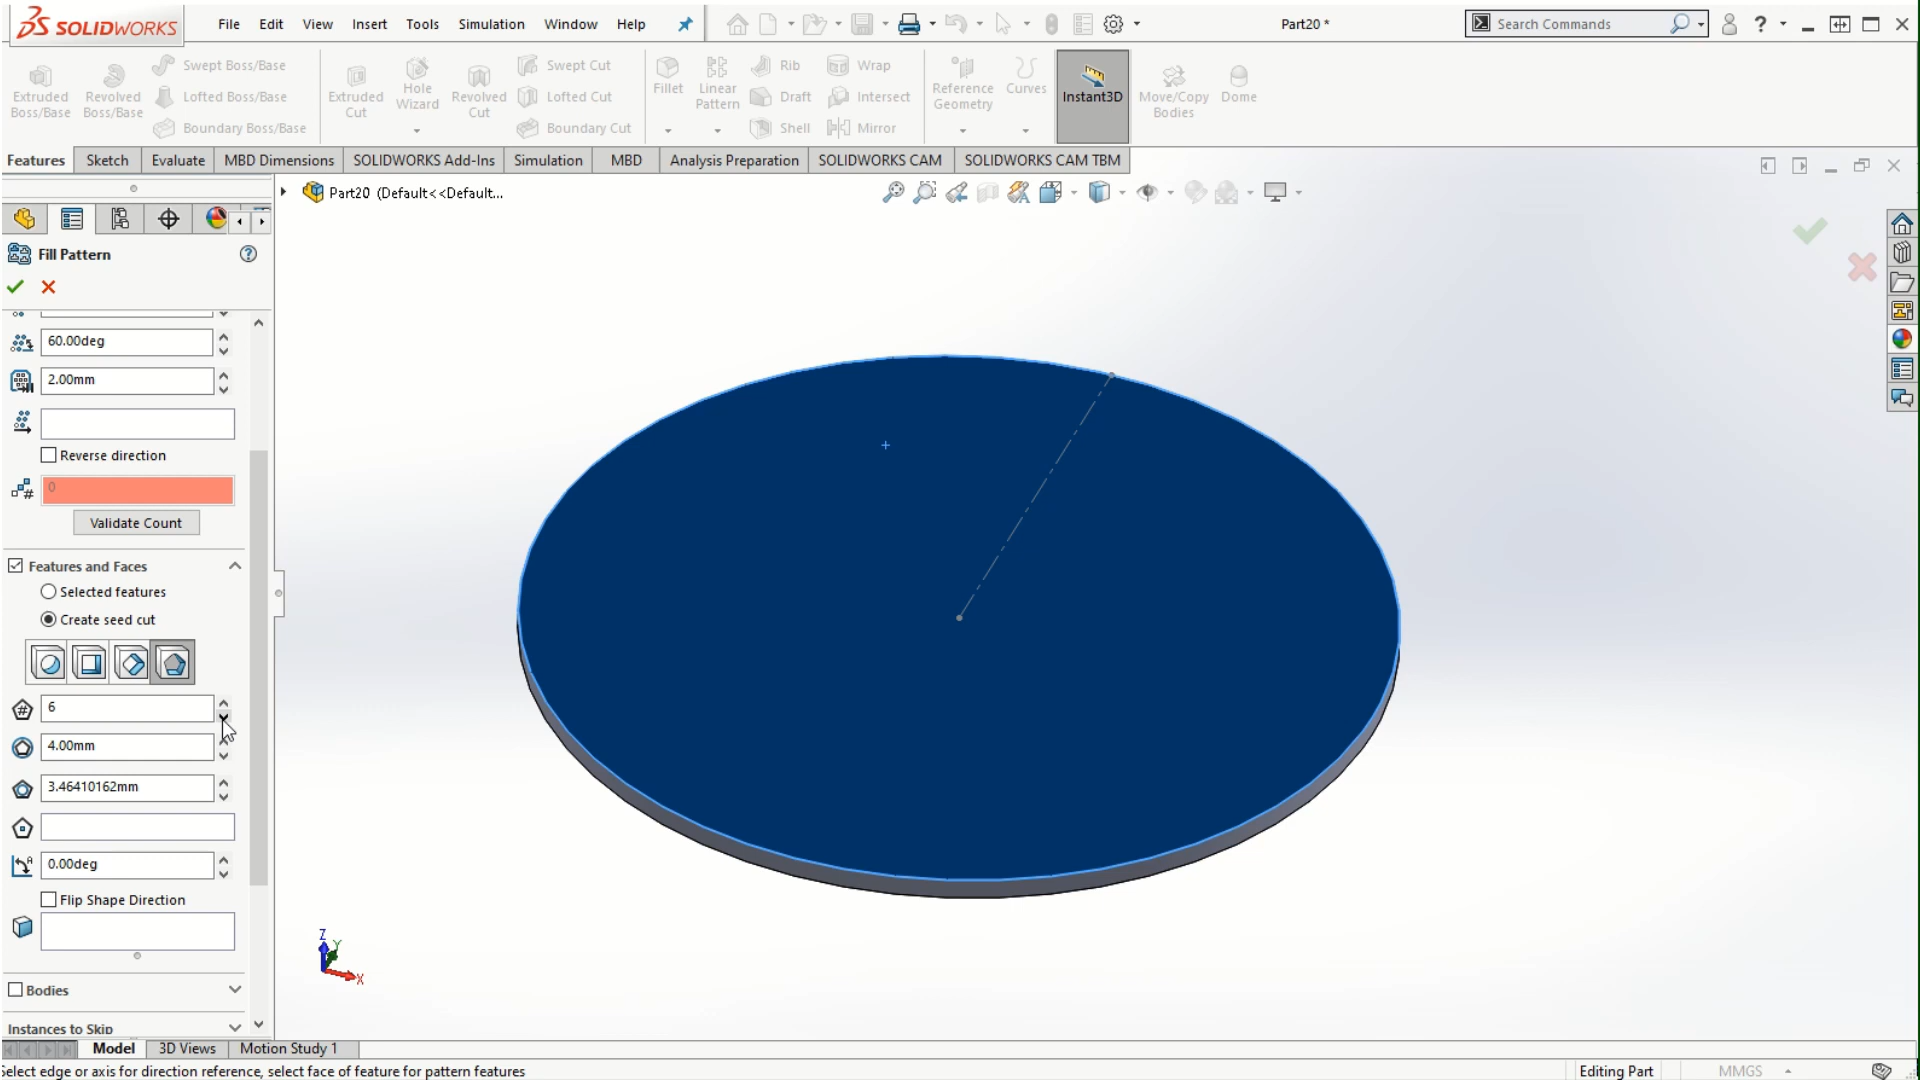 SOLIDWORKS
File Edit View Insert Tools Simulation Window Help
Part20 *
Search Commands
Extruded Boss/Base
Revolved Boss/Base
Swept Boss/Base
Lofted Boss/Base
Boundary Boss/Base
Extruded Cut
Hole Wizard
Revolved Cut
Swept Cut
Lofted Cut
Boundary Cut
Fillet
Linear Pattern
Rib
Draft
Shell
Wrap
Intersect
Mirror
Reference Geometry
Curves
Instant3D
Move/Copy Bodies
Dome
Features Sketch Evaluate MBD Dimensions SOLIDWORKS Add-Ins Simulation MBD Analysis Preparation SOLIDWORKS CAM SOLIDWORKS CAM TBM
Part20 (Default<<Default...
Fill Pattern
60.00deg
2.00mm
Reverse direction
0
Validate Count
Features and Faces
Selected features
Create seed cut
6
4.00mm
3.46410162mm
0.00deg
Flip Shape Direction
Bodies
Instances to Skip
Z
Y
X
Model 3D Views Motion Study 1
Select edge or axis for direction reference, select face of feature for pattern features
Editing Part
MMGS